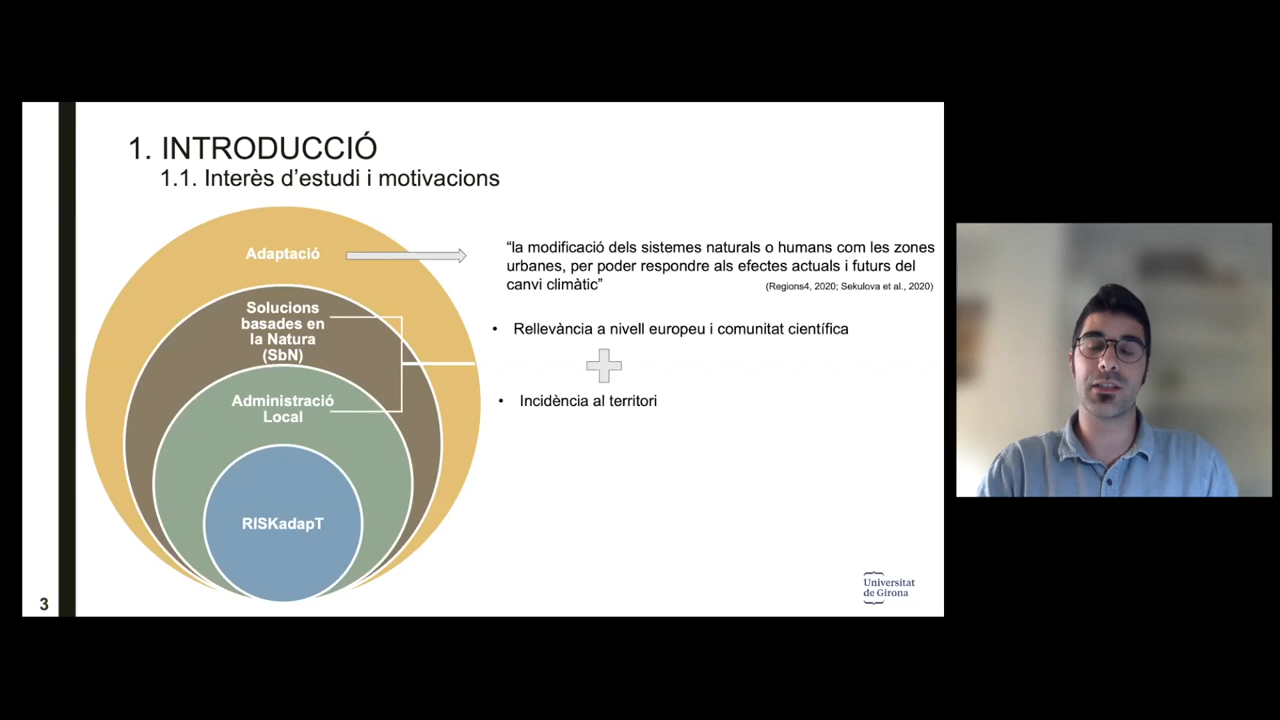 1. INTRODUCCIÓ
1.1. Interès d’estudi i motivacions
Adaptació
Solucions
basades en
la Natura
(SbN)
Administració
Local
RISKadapT
“la modificació dels sistemes naturals o humans com les zones
urbanes, per poder respondre als efectes actuals i futurs del
canvi climàtic”
(Regions4, 2020; Sekulova et al., 2020)
• Rellevància a nivell europeu i comunitat científica
• Incidència al territori
Universitat
de Girona
3